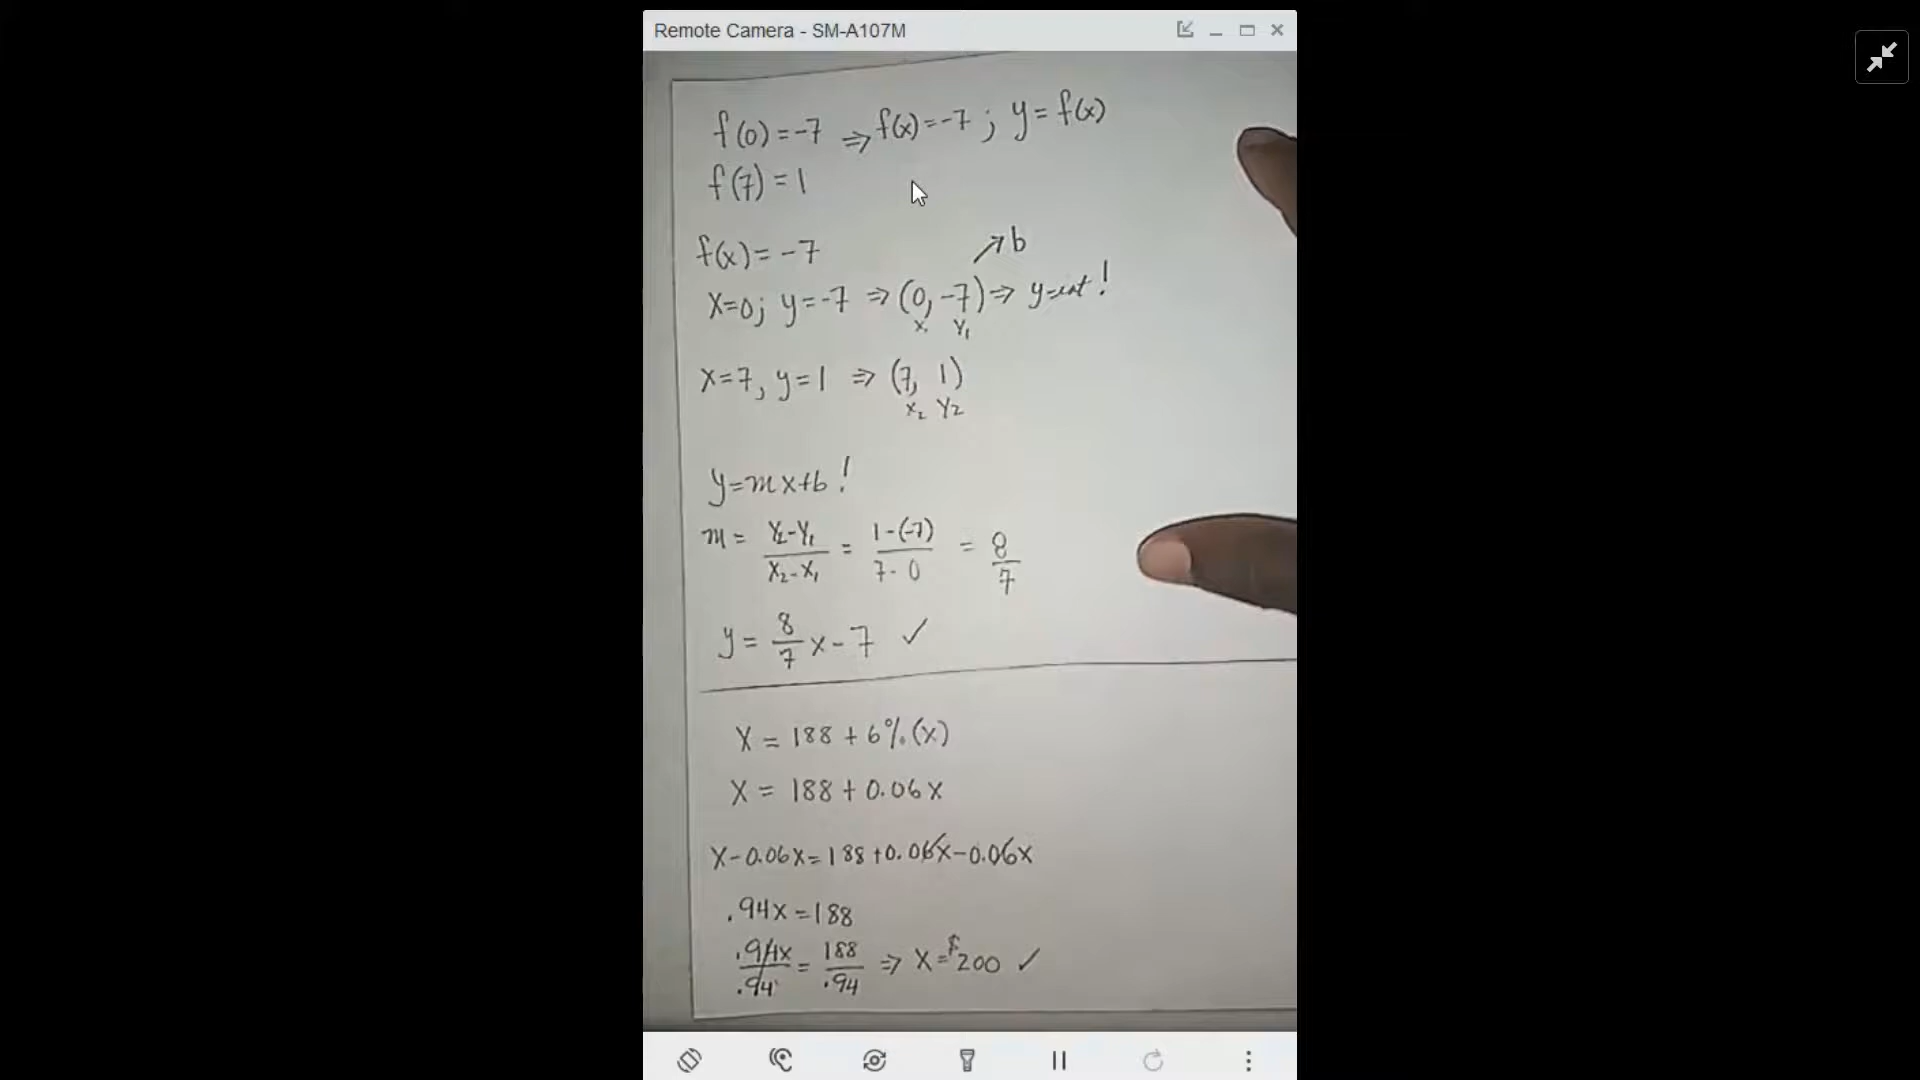 Remote Camera - SM-A107M
f(0)=-7 ⇒ f(x)=-7 ; y=f(x)
f(7)=1
f(x)=-7
↗b
X=0; y=-7 ⇒ (0, -7) ⇒ y-int!
X₁ Y₁
X=7, y=1 ⇒ (7, 1)
X₂ Y₂
y=mx+b!
m = Y₂-Y₁/X₂-X₁ = 1-(-7)/7-0 = 8/7
y= 8/7 x-7 ✓
X = 188 + 6%(x)
X = 188 + 0.06x
X-0.06x=188+0.06x-0.06x
.94x=188
.94x/.94 = 188/.94 ⇒ X=$200 ✓